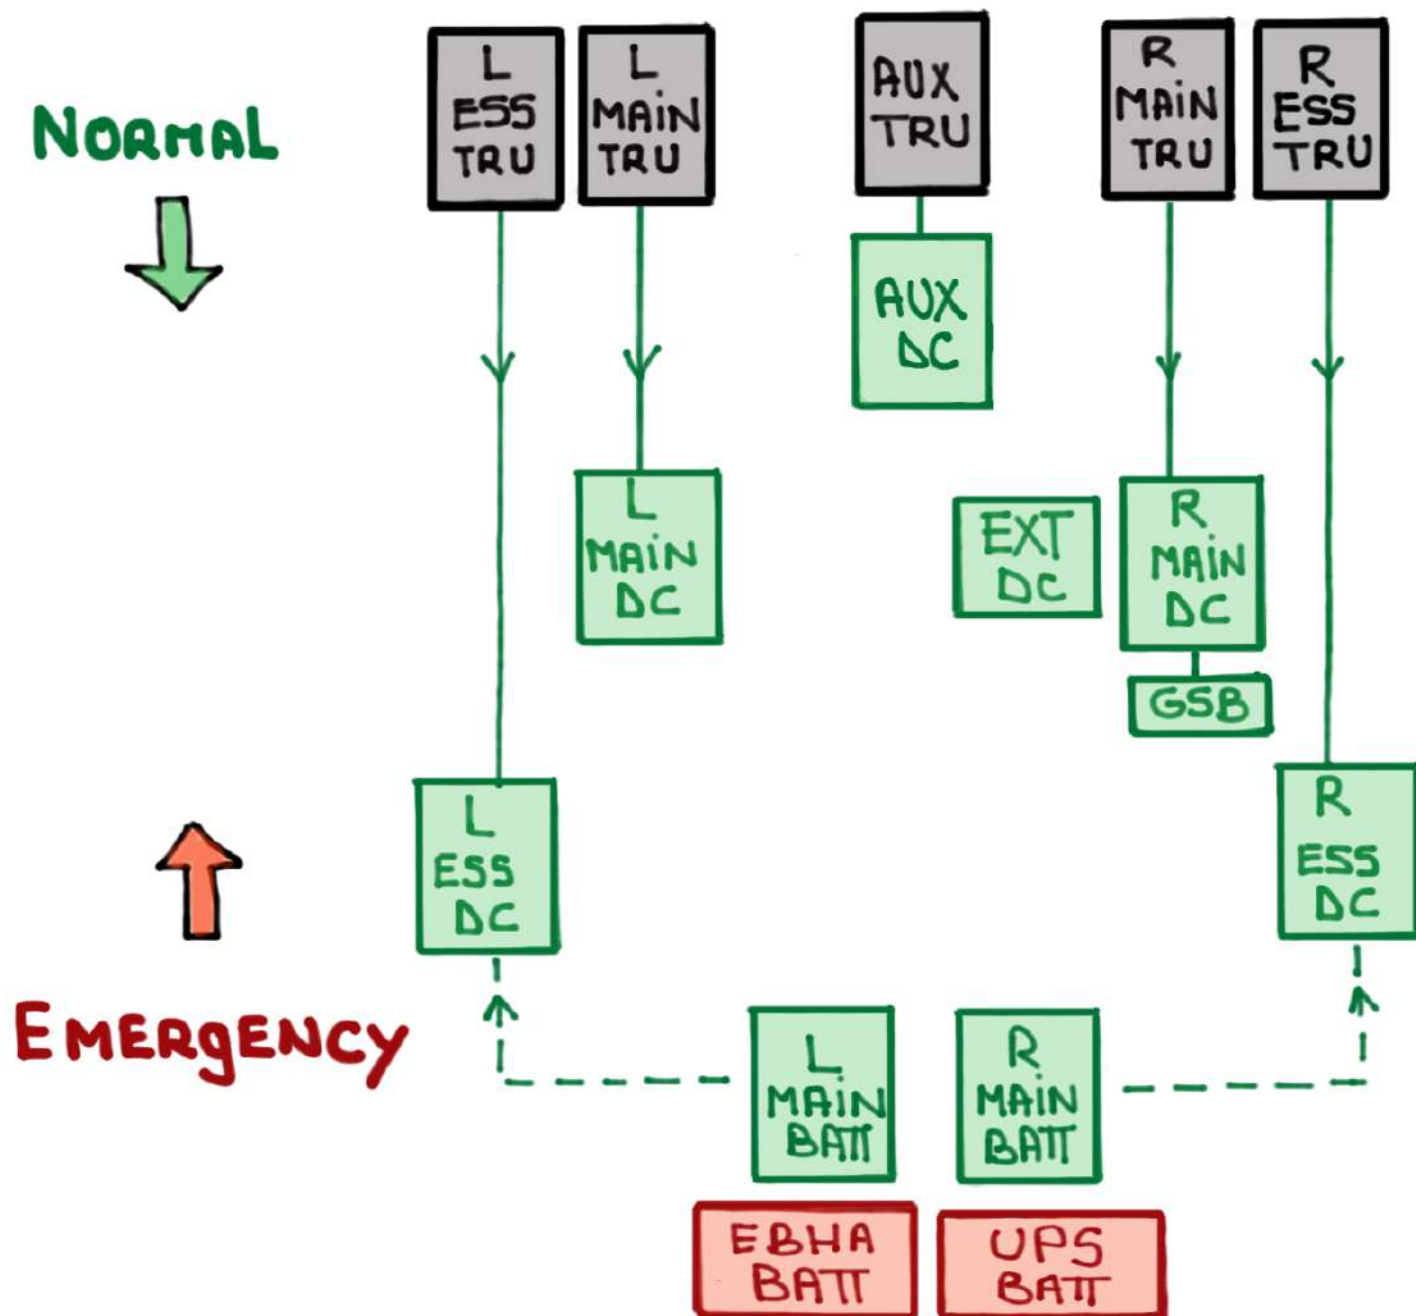 NORMAL
L
ESS
TRU
L
MAiN
TRU
AUX
TRU
R
MAiN
TRU
R
ESS
TRU
AUX
DC
L
MAiN
DC
EXT
DC
R
MAiN
DC
GSB
L
ESS
DC
R
ESS
DC
EMERgENCY
L
MAiN
BATT
R
MAiN
BATT
EBHA
BATT
UPS
BATT